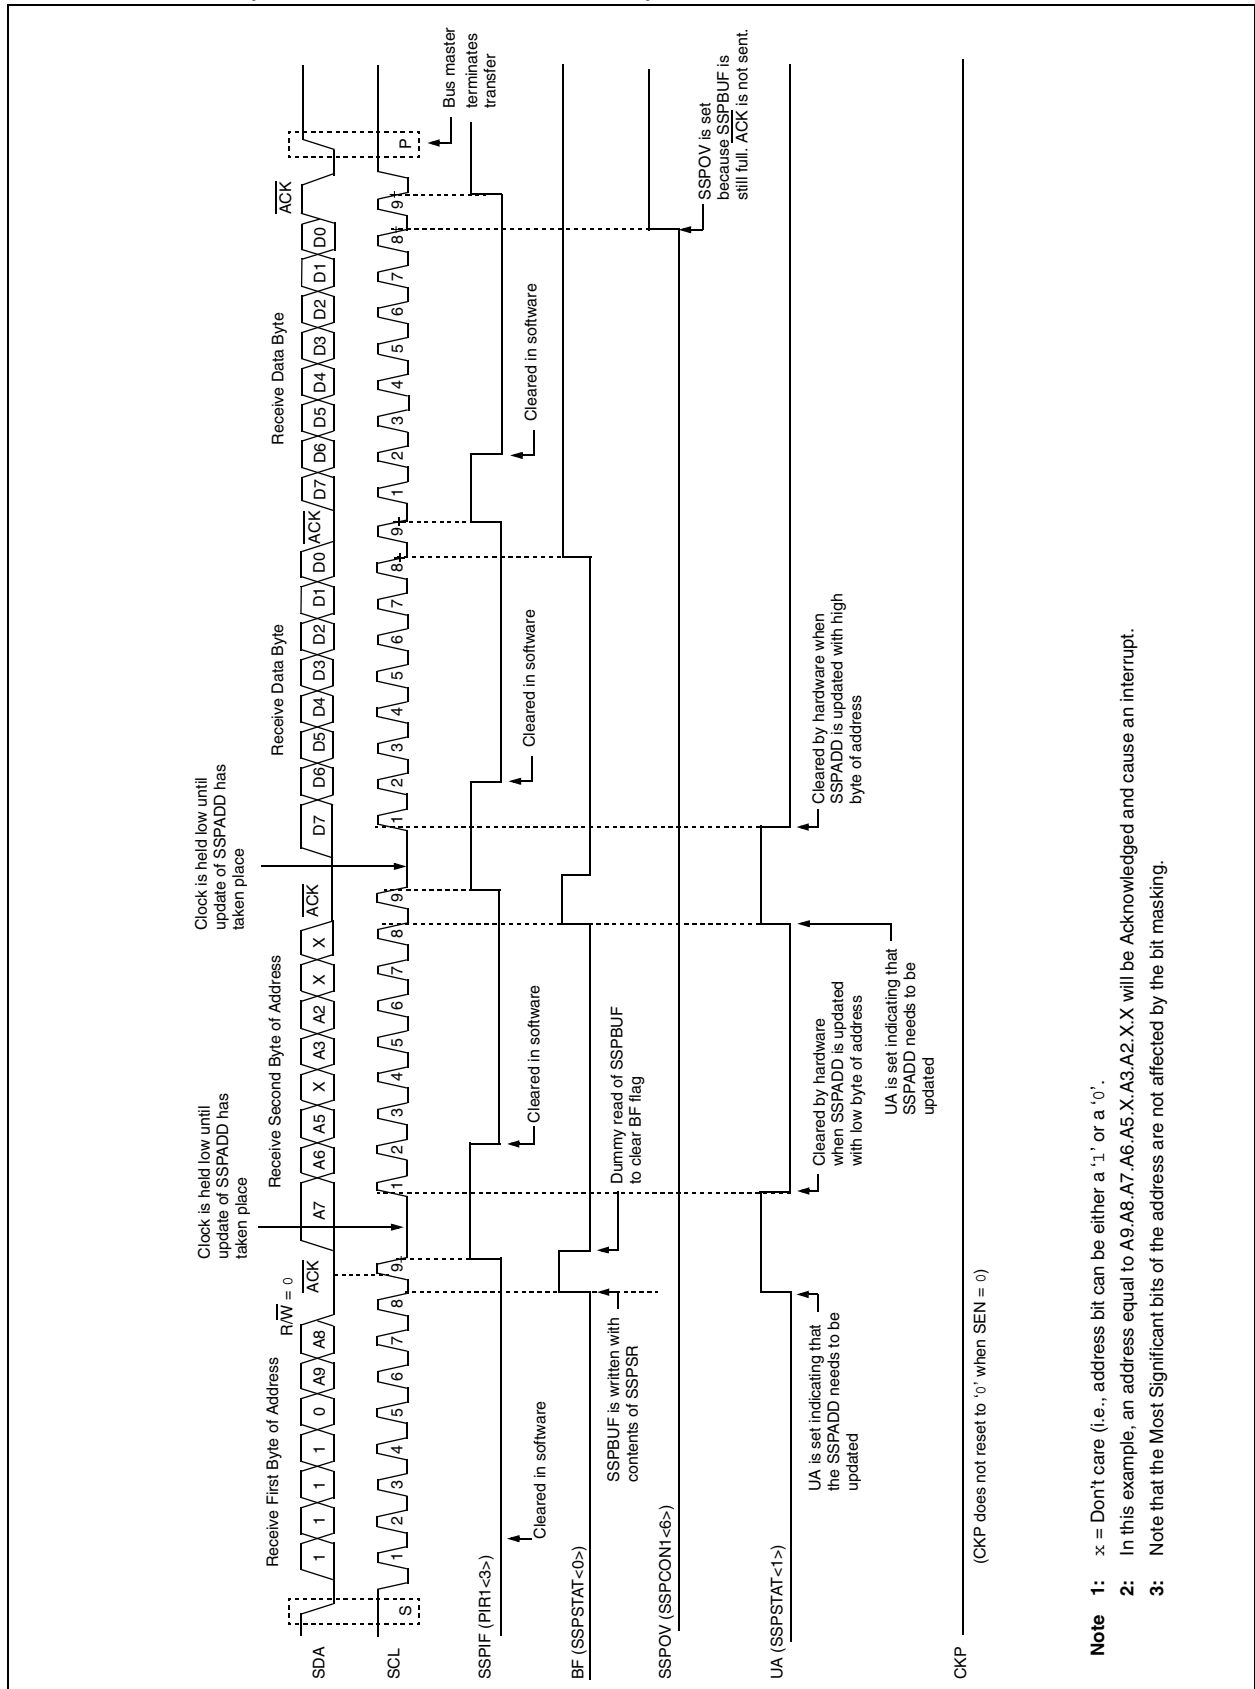 Receive First Byte of Address
R/W = 0
Receive Second Byte of Address
Receive Data Byte
Receive Data Byte
Clock is held low until
update of SSPADD has
taken place
Clock is held low until
update of SSPADD has
taken place
SDA
1 1 1 1 0 A9 A8
ACK
A7 A6 A5 X A3 A2 X X
ACK
D7 D6 D5 D4 D3 D2 D1 D0
ACK
D7 D6 D5 D4 D3 D2 D1 D0
ACK
SCL
S
1 2 3 4 5 6 7 8 9
1 2 3 4 5 6 7 8 9
1 2 3 4 5 6 7 8 9
1 2 3 4 5 6 7 8 9
P
Bus master
terminates
transfer
SSPIF (PIR1<3>)
Cleared in software
Cleared in software
Cleared in software
Cleared in software
BF (SSPSTAT<0>)
SSPBUF is written with
contents of SSPSR
Dummy read of SSPBUF
to clear BF flag
SSPOV (SSPCON1<6>)
SSPOV is set
because SSPBUF is
still full. ACK is not sent.
UA (SSPSTAT<1>)
UA is set indicating that
the SSPADD needs to be
updated
Cleared by hardware
when SSPADD is updated
with low byte of address
UA is set indicating that
SSPADD needs to be
updated
Cleared by hardware when
SSPADD is updated with high
byte of address
CKP
(CKP does not reset to ‘0’ when SEN = 0)
Note 1: x = Don’t care (i.e., address bit can be either a ‘1’ or a ‘0’.
2: In this example, an address equal to A9.A8.A7.A6.A5.X.A3.A2.X.X will be Acknowledged and cause an interrupt.
3: Note that the Most Significant bits of the address are not affected by the bit masking.